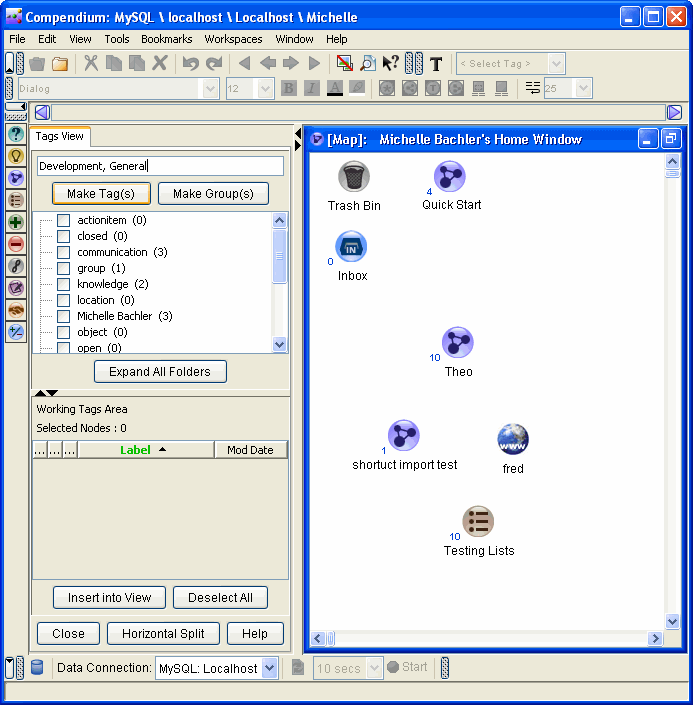 Compendium: MySQL \ localhost \ Localhost \ Michelle
File Edit View Tools Bookmarks Workspaces Window Help
T < Select Tag >
Dialog 12 B I A 25
Tags View
Development, General
Make Tag(s) Make Group(s)
actionitem (0)
closed (0)
communication (3)
group (1)
knowledge (2)
location (0)
Michelle Bachler (3)
object (0)
open (0)
Expand All Folders
Working Tags Area
Selected Nodes : 0
... ... ... Label Mod Date
Insert into View Deselect All
Close Horizontal Split Help
[Map]: Michelle Bachler's Home Window
Trash Bin
4
Quick Start
IN
0
Inbox
10
Theo
1
shortuct import test
www
fred
10
Testing Lists
Data Connection: MySQL: Localhost 10 secs Start